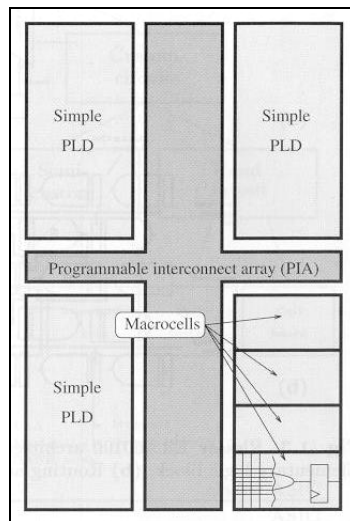 Simple
PLD
Simple
PLD
Programmable interconnect array (PIA)
Macrocells
Simple
PLD